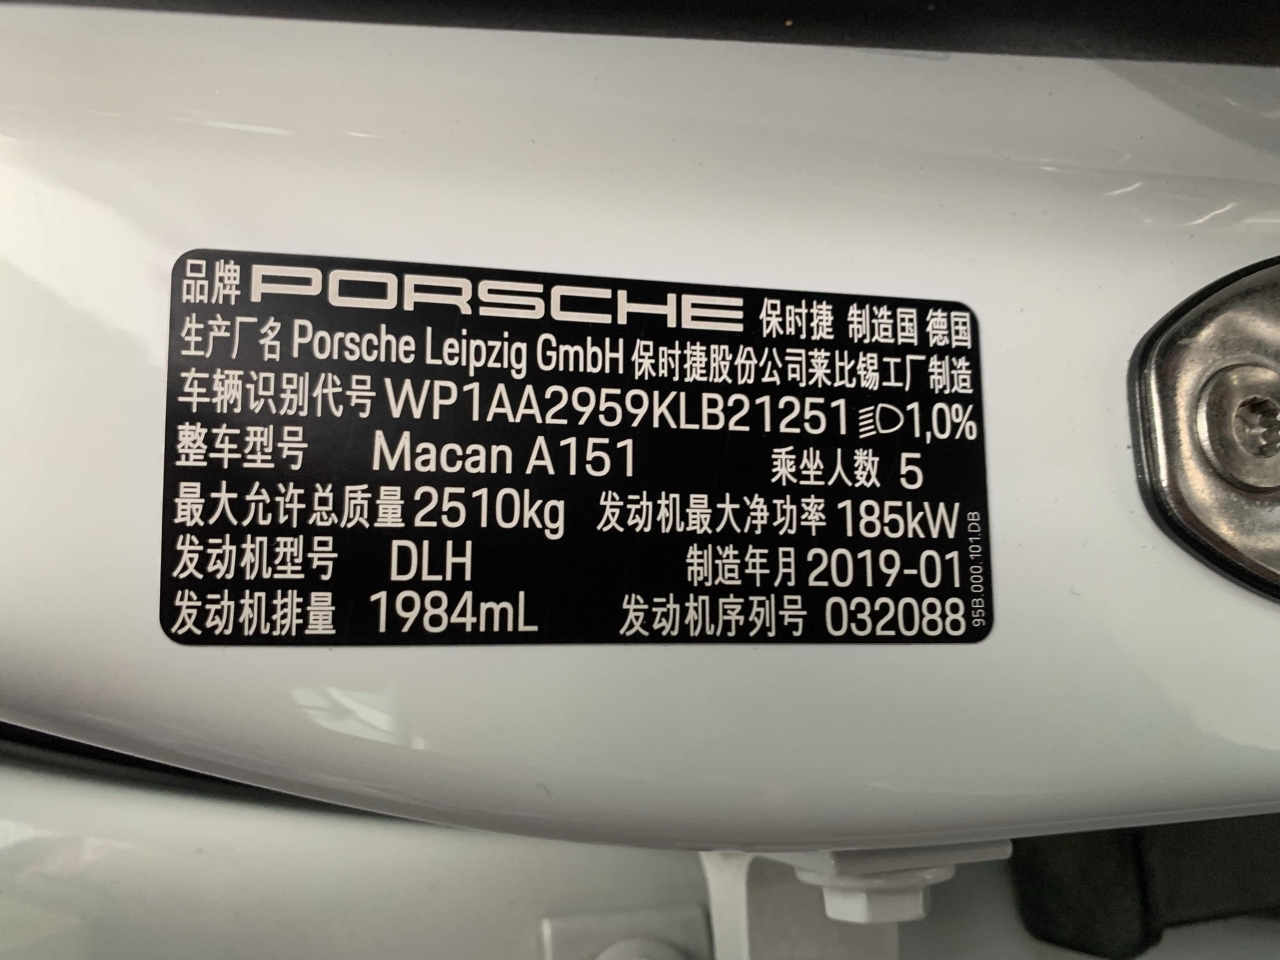 品牌 PORSCHE 保时捷 制造国 德国
生产厂名 Porsche Leipzig GmbH 保时捷股份公司莱比锡工厂制造
车辆识别代号 WP1AA2959KLB21251 1,0%
整车型号 Macan A151 乘坐人数 5
最大允许总质量 2510kg 发动机最大净功率 185kW
发动机型号 DLH 制造年月 2019-01
发动机排量 1984mL 发动机序列号 032088
95B.000.101.DB